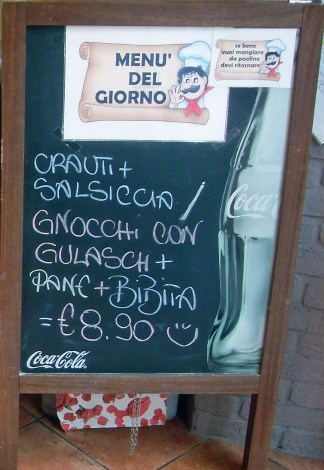 MENU'
DEL
GIORNO
se bene
vuoi mangiare
da paolino
devi ritornare
CRAUTI +
SALSICCIA /
GNOCCHI CON
GULASCH +
PANE + BIBITA
= € 8.90
Coca
Coca-Cola